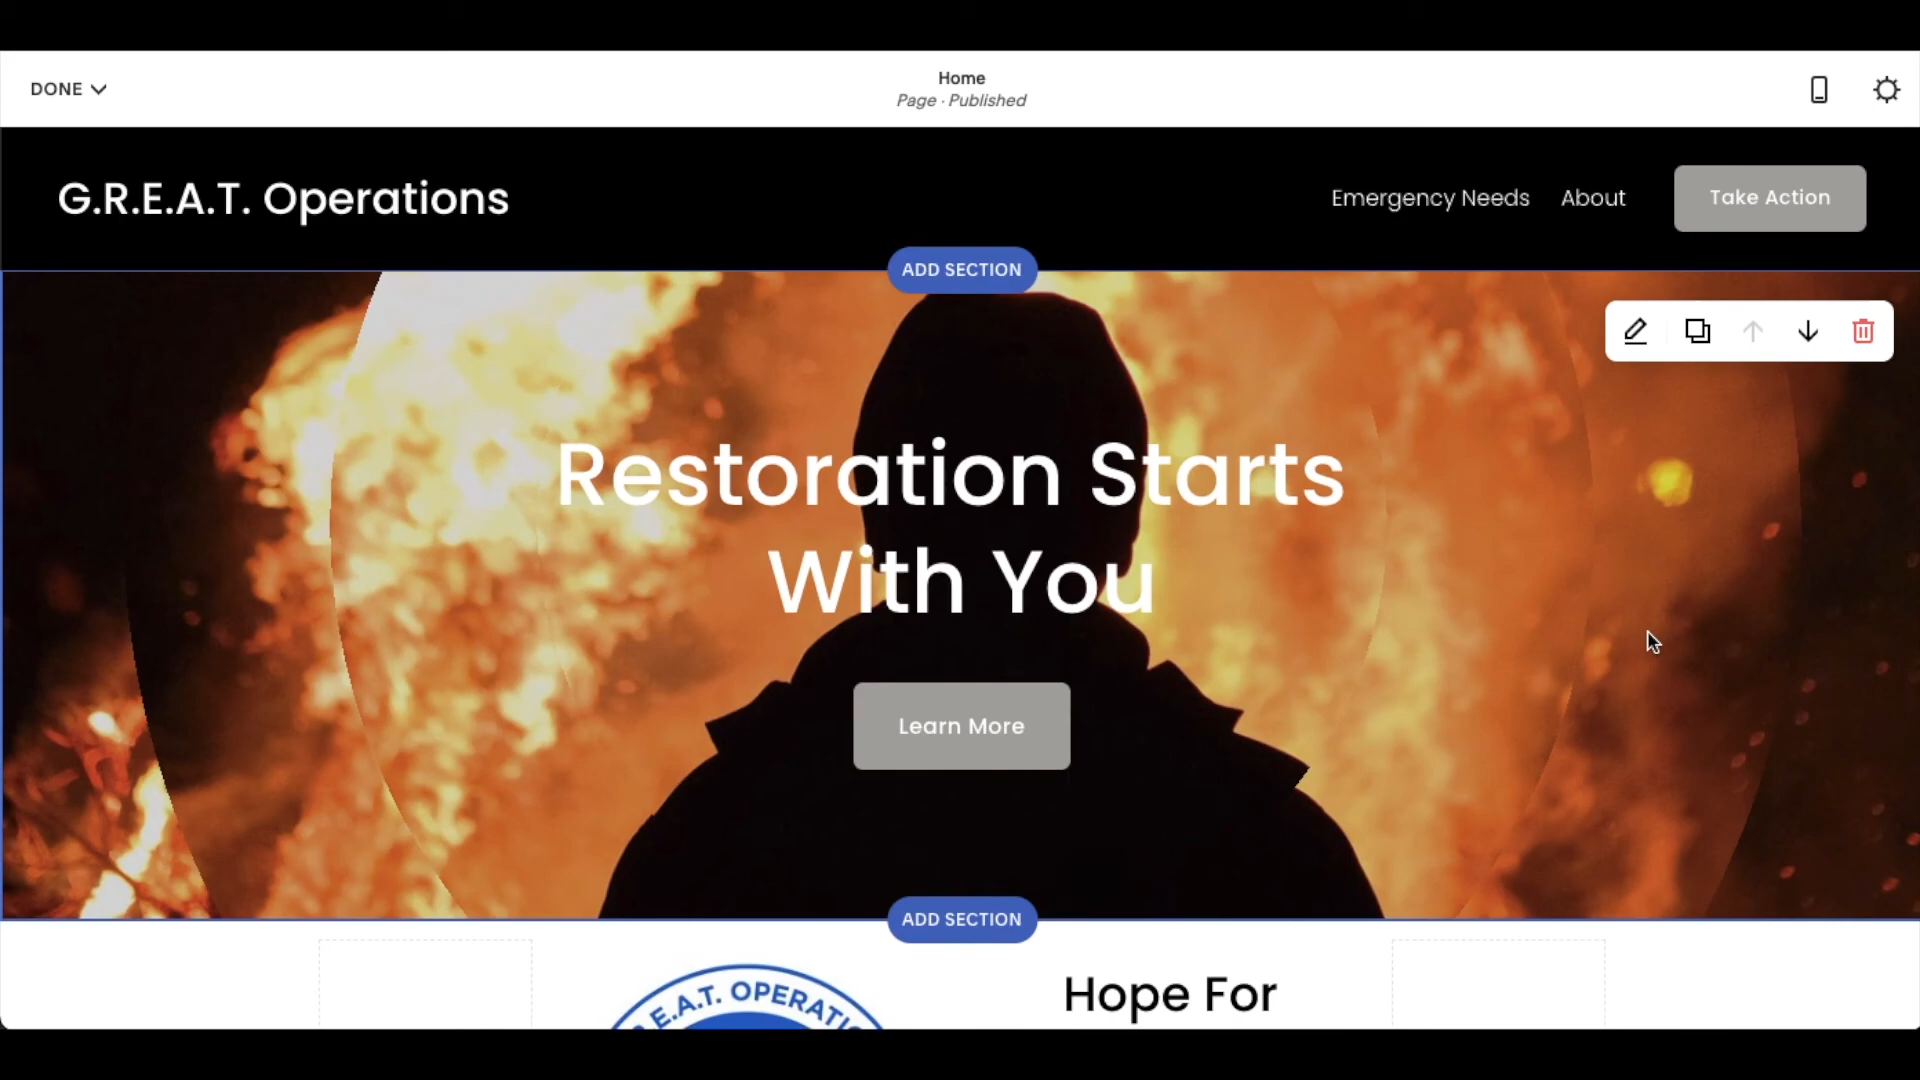 DONE
Home
Page · Published
G.R.E.A.T. Operations
Emergency Needs
About
Take Action
ADD SECTION
Restoration Starts
With You
Learn More
ADD SECTION
Hope For